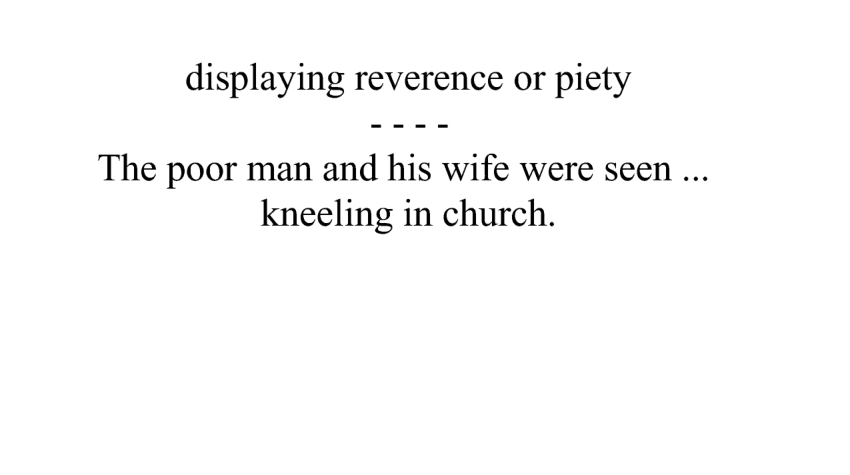 displaying reverence or piety
- - - -
The poor man and his wife were seen ...
kneeling in church.